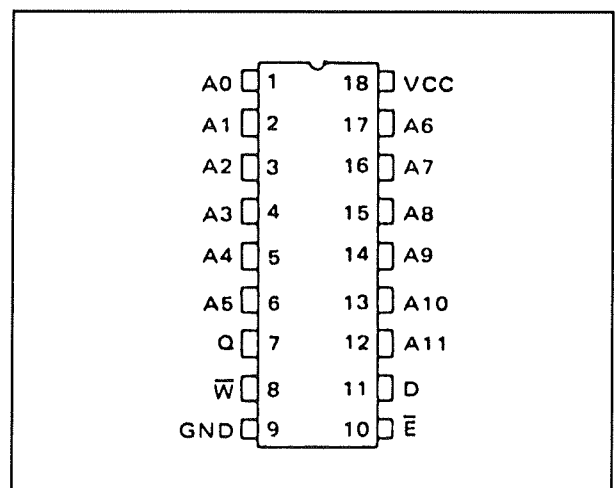 A0 1 18 VCC
A1 2 17 A6
A2 3 16 A7
A3 4 15 A8
A4 5 14 A9
A5 6 13 A10
Q 7 12 A11
W̅ 8 11 D
GND 9 10 E̅